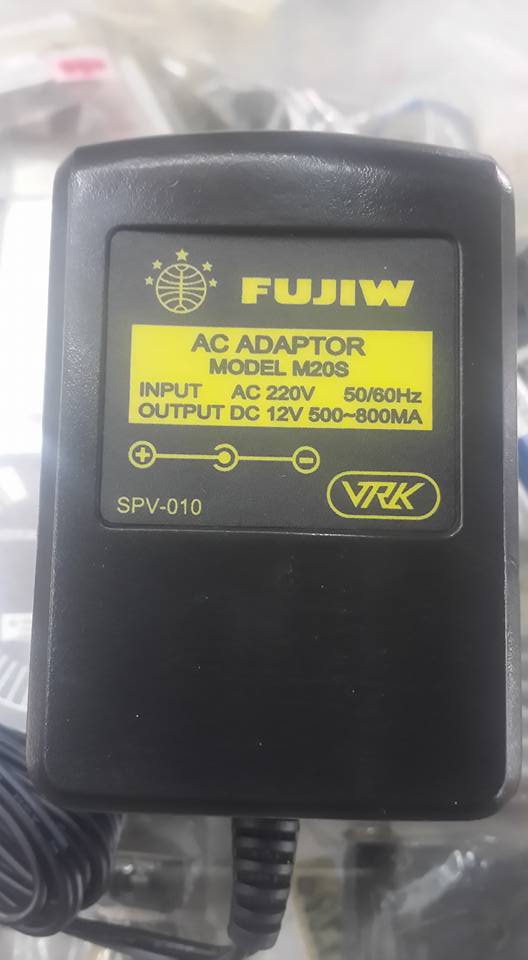 FUJIW
AC ADAPTOR
MODEL M20S
INPUT AC 220V 50/60Hz
OUTPUT DC 12V 500~800MA
+ -
SPV-010
VRK